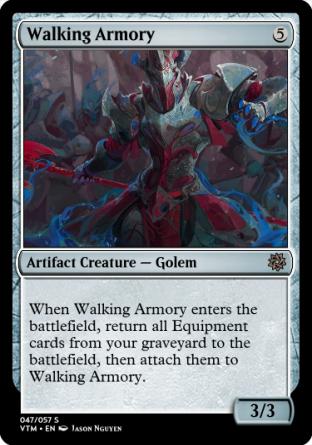 Walking Armory
5
Artifact Creature — Golem
When Walking Armory enters the
battlefield, return all Equipment
cards from your graveyard to the
battlefield, then attach them to
Walking Armory.
3/3
047/057 S
VTM • EN Jason Nguyen